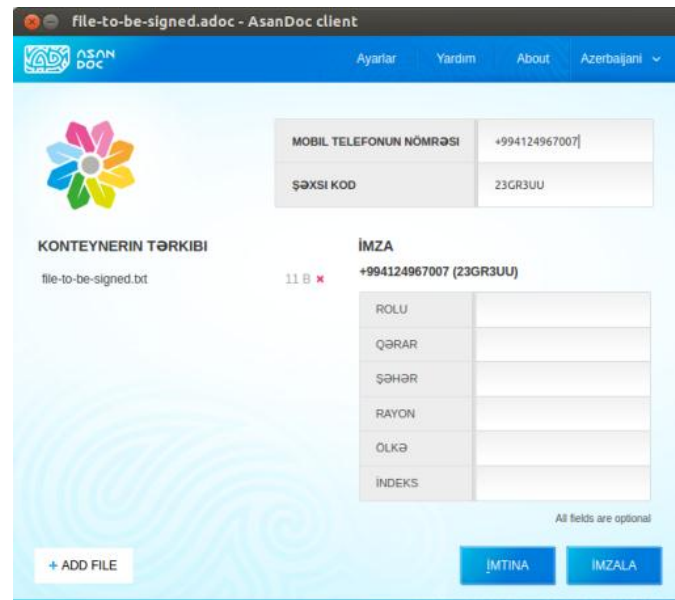 file-to-be-signed.adoc - AsanDoc client
ASAN DOC
Ayarlar Yardım About Azerbaijani
MOBIL TELEFONUN NÖMRƏSI +994124967007
ŞƏXSI KOD 23GR3UU
KONTEYNERIN TƏRKIBI
file-to-be-signed.txt 11 B
İMZA
+994124967007 (23GR3UU)
ROLU
QƏRAR
ŞƏHƏR
RAYON
ÖLKƏ
İNDEKS
All fields are optional
+ ADD FILE
İMTINA
İMZALA